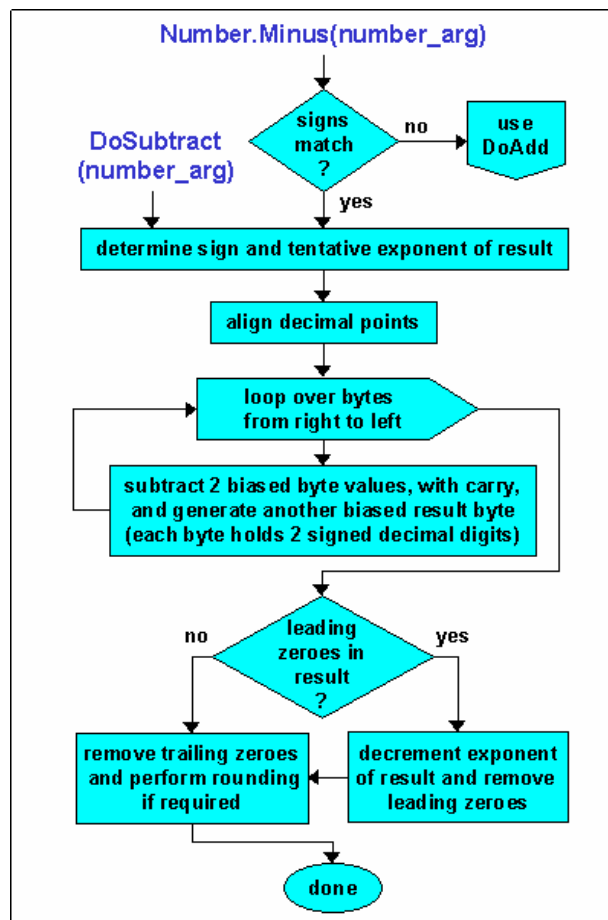 Number.Minus(number_arg)
signs
match
?
no
use
DoAdd
DoSubtract
(number_arg)
yes
determine sign and tentative exponent of result
align decimal points
loop over bytes
from right to left
subtract 2 biased byte values, with carry,
and generate another biased result byte
(each byte holds 2 signed decimal digits)
no
leading
zeroes in
result
?
yes
remove trailing zeroes
and perform rounding
if required
decrement exponent
of result and remove
leading zeroes
done